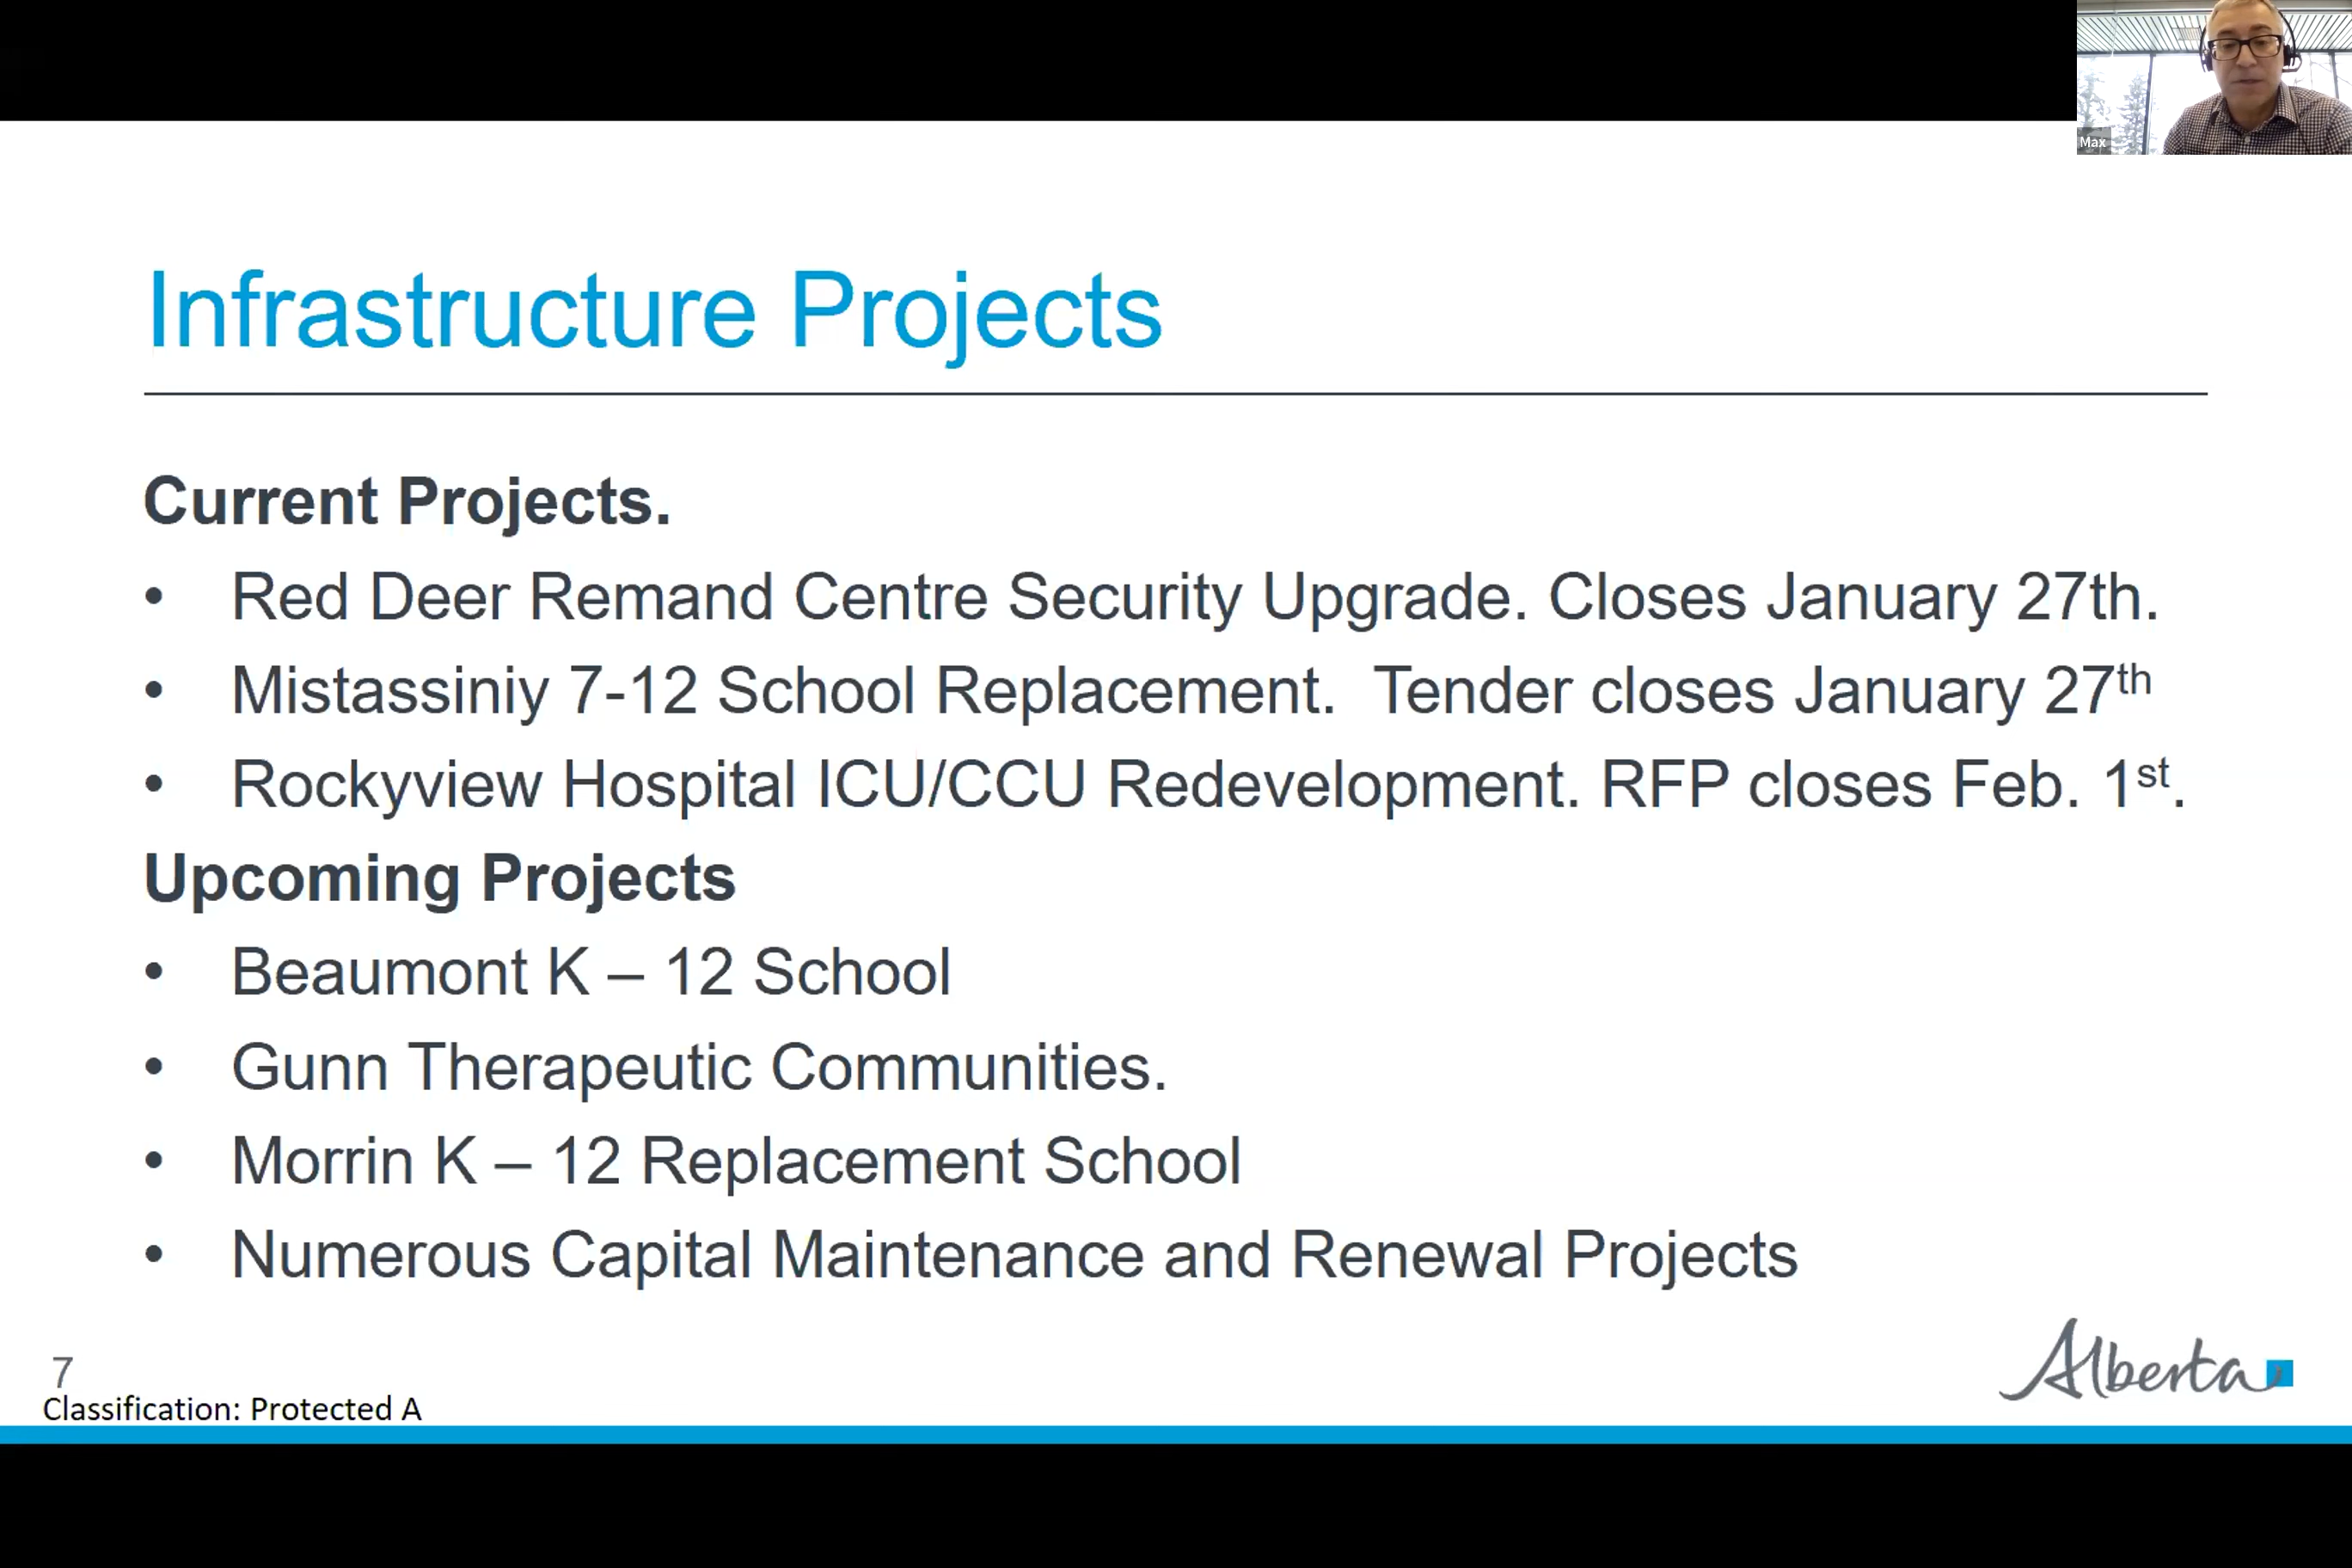 Max
Infrastructure Projects
Current Projects.
• Red Deer Remand Centre Security Upgrade. Closes January 27th.
• Mistassiniy 7-12 School Replacement.  Tender closes January 27th
• Rockyview Hospital ICU/CCU Redevelopment. RFP closes Feb. 1st.
Upcoming Projects
• Beaumont K – 12 School
• Gunn Therapeutic Communities.
• Morrin K – 12 Replacement School
• Numerous Capital Maintenance and Renewal Projects
7
Classification: Protected A
Alberta